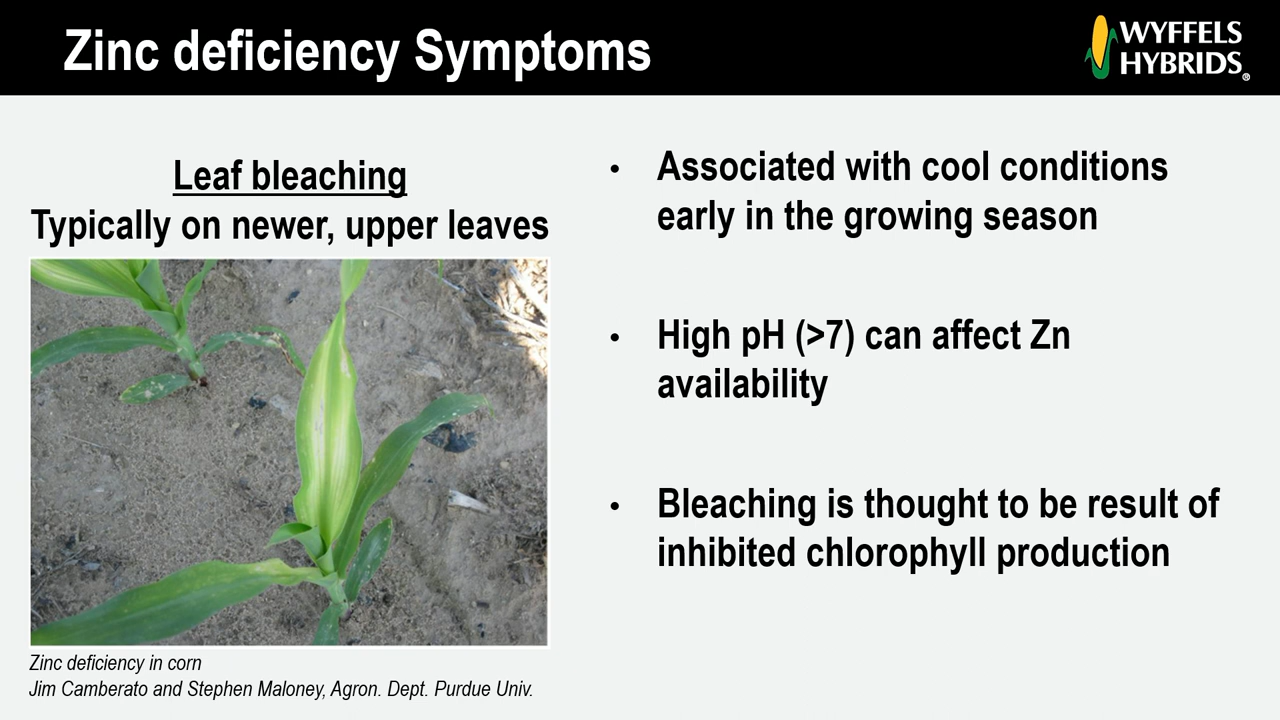 Zinc deficiency Symptoms
WYFFELS
HYBRIDS®
Leaf bleaching
Typically on newer, upper leaves
• Associated with cool conditions
early in the growing season
• High pH (>7) can affect Zn
availability
• Bleaching is thought to be result of
inhibited chlorophyll production
Zinc deficiency in corn
Jim Camberato and Stephen Maloney, Agron. Dept. Purdue Univ.